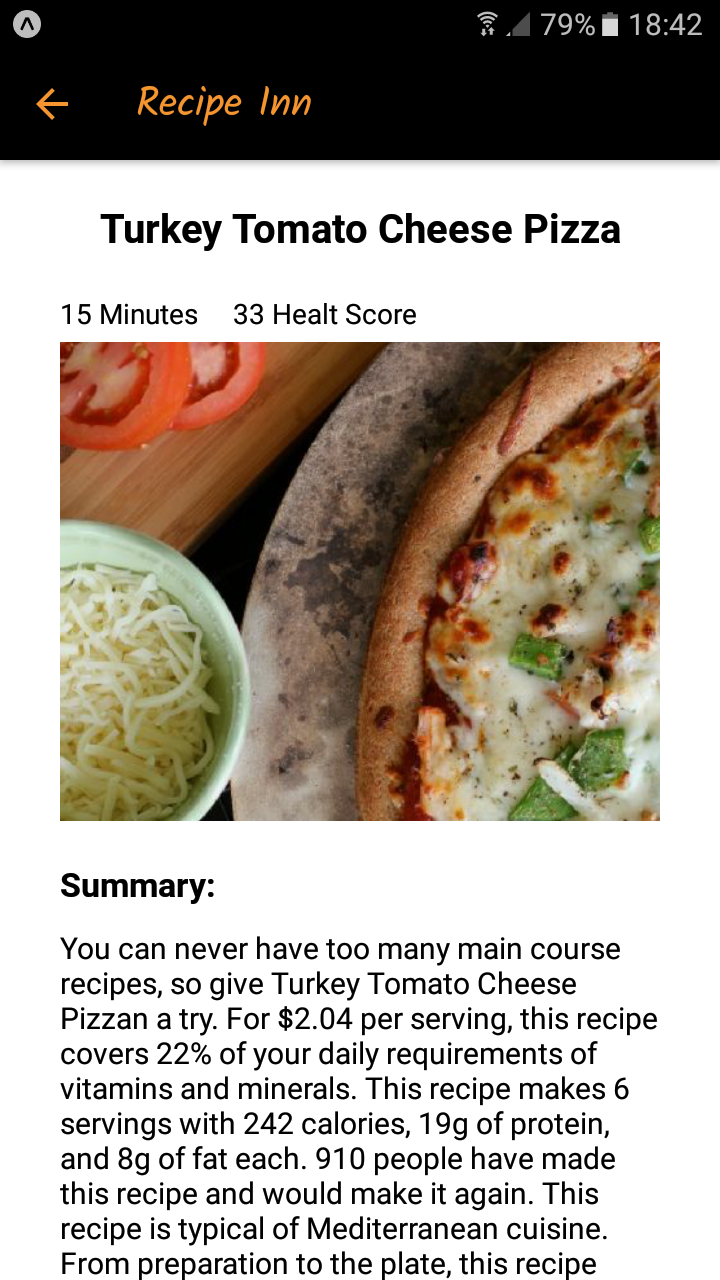 79% 18:42
Recipe Inn
Turkey Tomato Cheese Pizza
15 Minutes 33 Healt Score
Summary:
You can never have too many main course
recipes, so give Turkey Tomato Cheese
Pizzan a try. For $2.04 per serving, this recipe
covers 22% of your daily requirements of
vitamins and minerals. This recipe makes 6
servings with 242 calories, 19g of protein,
and 8g of fat each. 910 people have made
this recipe and would make it again. This
recipe is typical of Mediterranean cuisine.
From preparation to the plate, this recipe